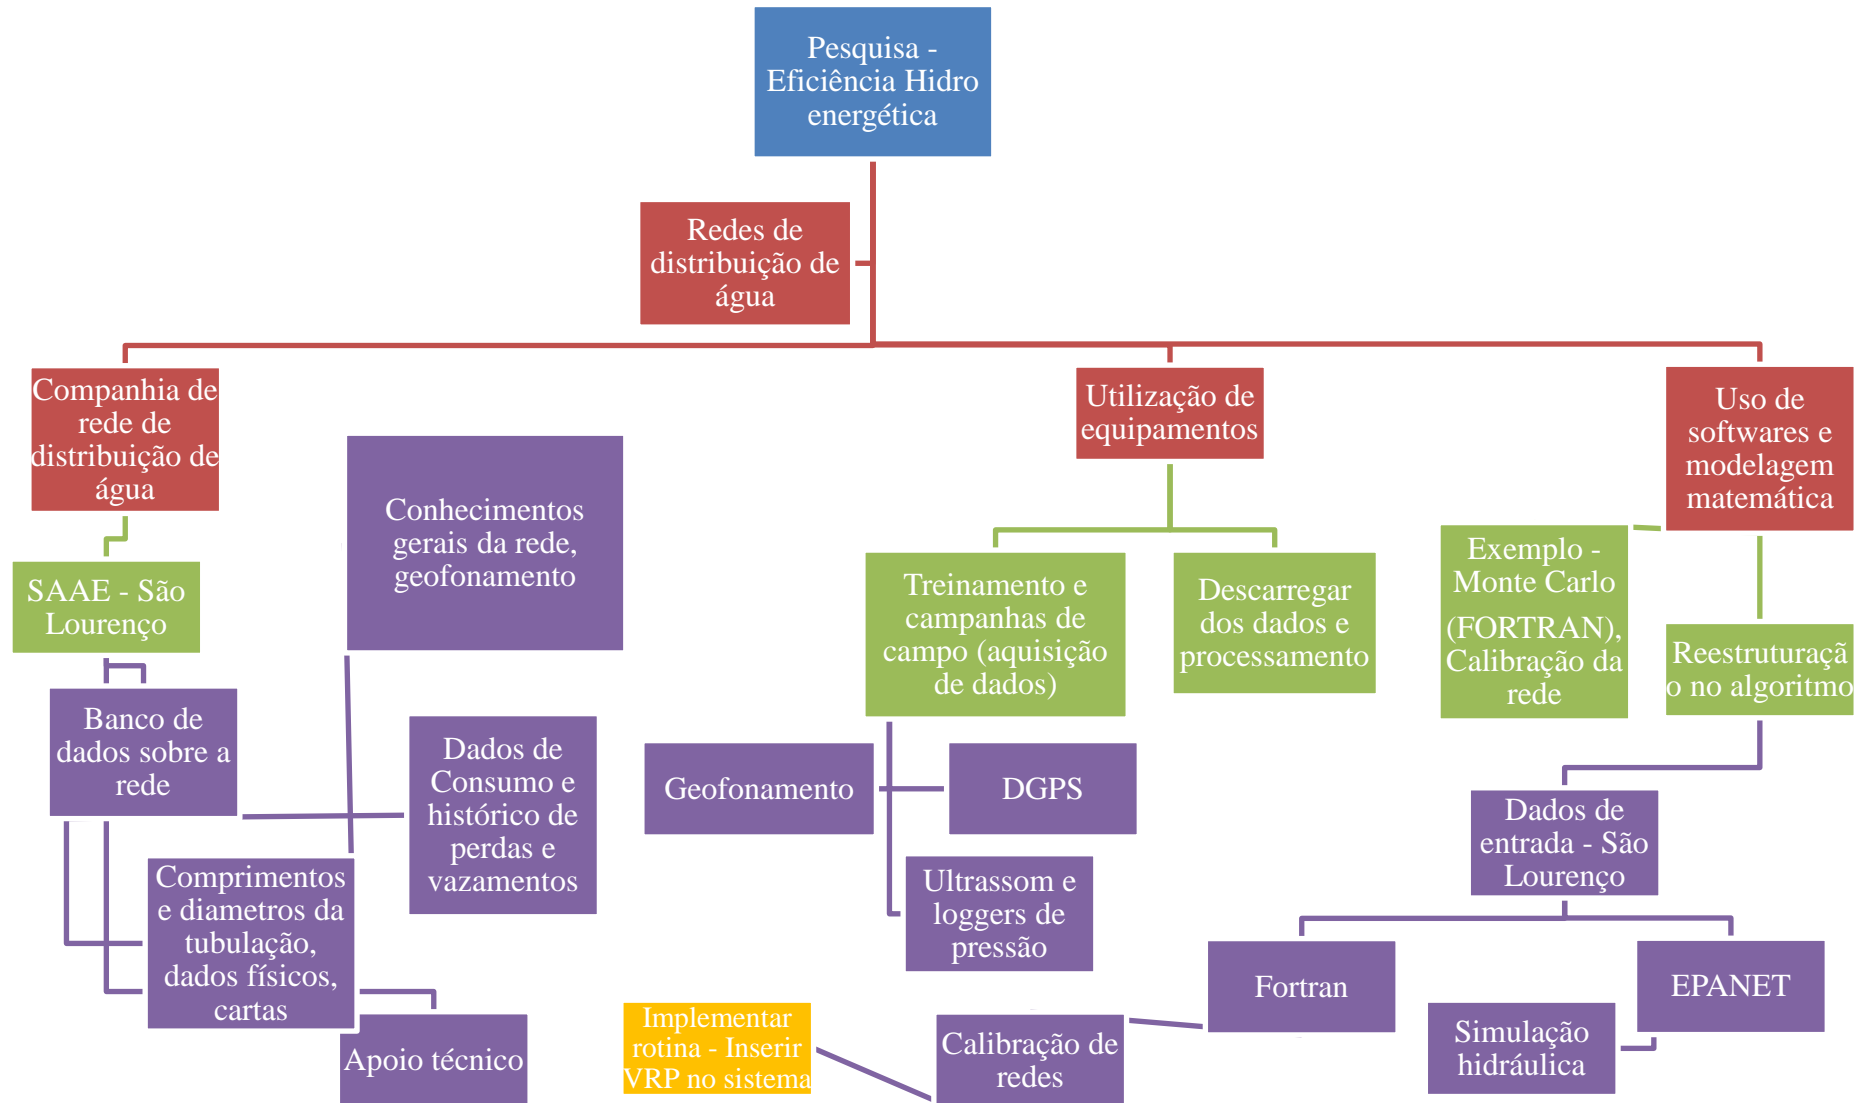 Pesquisa -
Eficiência Hidro
energética
Redes de
distribuição de
água
Companhia de
rede de
distribuição de
água
Utilização de
equipamentos
Uso de
softwares e
modelagem
matemática
SAAE - São
Lourenço
Conhecimentos
gerais da rede,
geofonamento
Treinamento e
campanhas de
campo (aquisição
de dados)
Descarregar
dos dados e
processamento
Exemplo -
Monte Carlo
(FORTRAN),
Calibração da
rede
Reestruturaçã
o no algoritmo
Banco de
dados sobre a
rede
Dados de
Consumo e
histórico de
perdas e
vazamentos
Geofonamento
DGPS
Dados de
entrada - São
Lourenço
Comprimentos
e diametros da
tubulação,
dados físicos,
cartas
Ultrassom e
loggers de
pressão
Fortran
EPANET
Apoio técnico
Implementar
rotina - Inserir
VRP no sistema
Calibração de
redes
Simulação
hidráulica